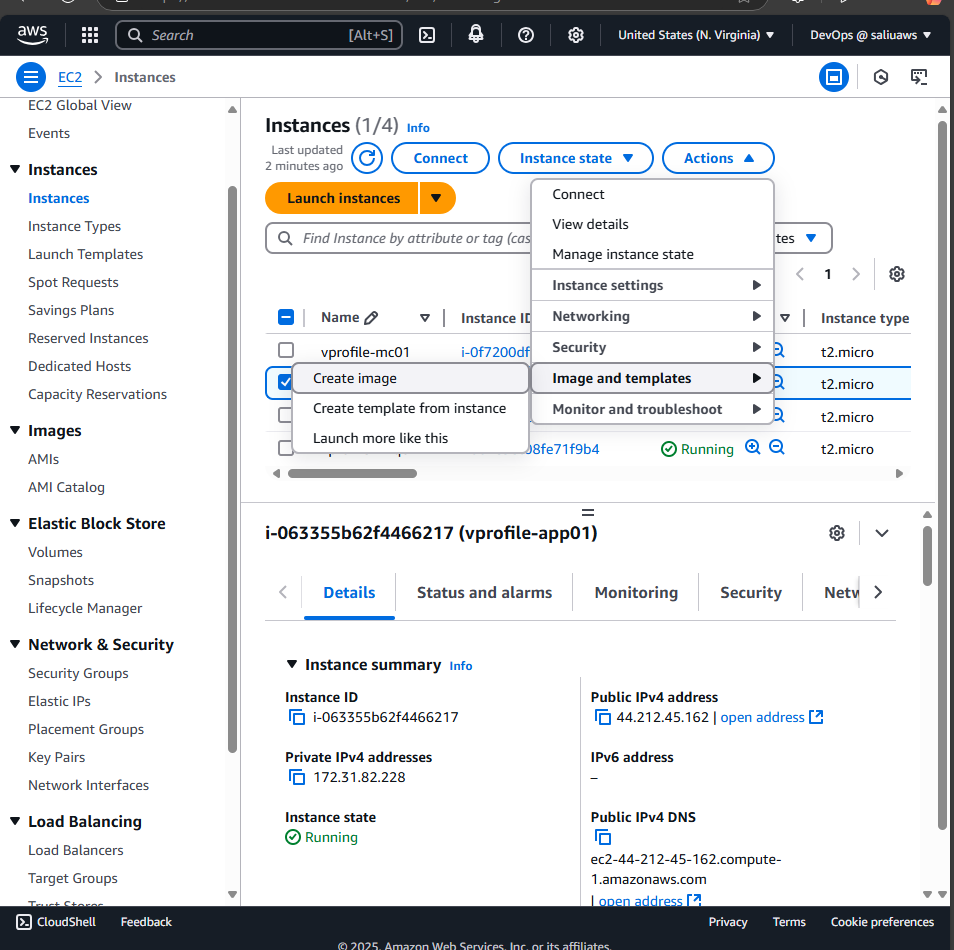 aws
Search [Alt+S]
United States (N. Virginia)
DevOps @ saliuaws
EC2
Instances
EC2 Global View
Events
Instances
Instances
Instance Types
Launch Templates
Spot Requests
Savings Plans
Reserved Instances
Dedicated Hosts
Capacity Reservations
Images
AMIs
AMI Catalog
Elastic Block Store
Volumes
Snapshots
Lifecycle Manager
Network & Security
Security Groups
Elastic IPs
Placement Groups
Key Pairs
Network Interfaces
Load Balancing
Load Balancers
Target Groups
Trust Stores
Instances (1/4) Info
Last updated
2 minutes ago
Connect
Instance state
Actions
Launch instances
Find Instance by attribute or tag (cas
tes
1
Connect
View details
Manage instance state
Instance settings
Networking
Security
Image and templates
Monitor and troubleshoot
Create image
Create template from instance
Launch more like this
Name
Instance ID
Instance type
vprofile-mc01 i-0f7200df t2.micro
t2.micro
t2.micro
08fe71f9b4 Running t2.micro
i-063355b62f4466217 (vprofile-app01)
Details
Status and alarms
Monitoring
Security
Netw
Instance summary Info
Instance ID
i-063355b62f4466217
Public IPv4 address
44.212.45.162 | open address
Private IPv4 addresses
172.31.82.228
IPv6 address
–
Instance state
Running
Public IPv4 DNS
ec2-44-212-45-162.compute-
1.amazonaws.com
| open address
CloudShell
Feedback
Privacy
Terms
Cookie preferences
© 2025, Amazon Web Services, Inc. or its affiliates.